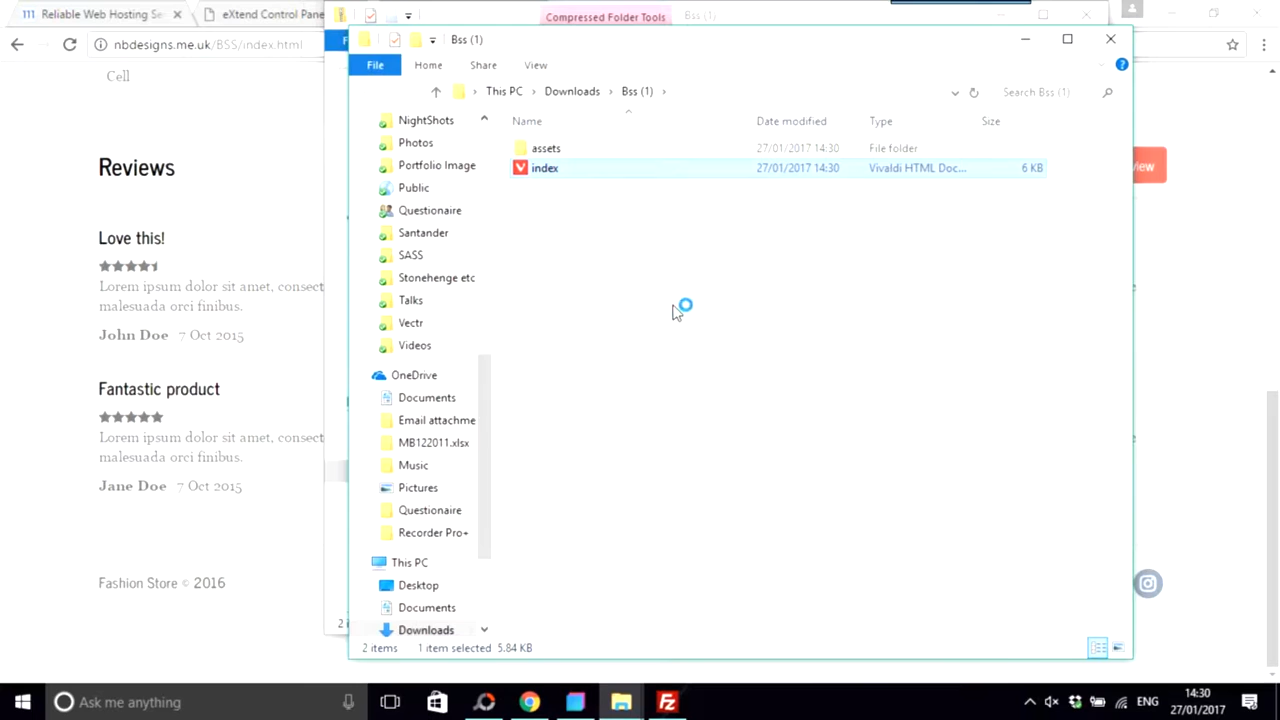 Reliable Web Hosting Se
eXtend Control Pane
Compressed Folder Tools
Bss (1)
nbdesigns.me.uk/BSS/index.html
Bss (1)
File
Home
Share
View
This PC
Downloads
Bss (1)
Search Bss (1)
Cell
Reviews
Love this!
Lorem ipsum dolor sit amet, consect
malesuada orci finibus.
John Doe 7 Oct 2015
Fantastic product
Lorem ipsum dolor sit amet, consect
malesuada orci finibus.
Jane Doe 7 Oct 2015
Fashion Store © 2016
NightShots
Photos
Portfolio Image
Public
Questionaire
Santander
SASS
Stonehenge etc
Talks
Vectr
Videos
OneDrive
Documents
Email attachme
MB122011.xlsx
Music
Pictures
Questionaire
Recorder Pro+
This PC
Desktop
Documents
Downloads
Name
Date modified
Type
Size
assets
27/01/2017 14:30
File folder
index
27/01/2017 14:30
Vivaldi HTML Doc...
6 KB
iew
2 items
1 item selected 5.84 KB
Ask me anything
ENG
14:30
27/01/2017